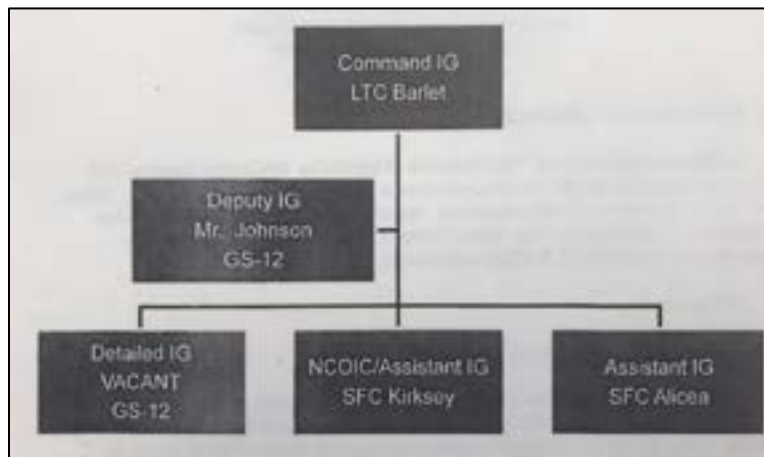 Command IG
LTC Barlet
Deputy IG
Mr. Johnson
GS-12
Detailed IG
VACANT
GS-12
NCOIC/Assistant IG
SFC Kirksey
Assistant IG
SFC Alicea